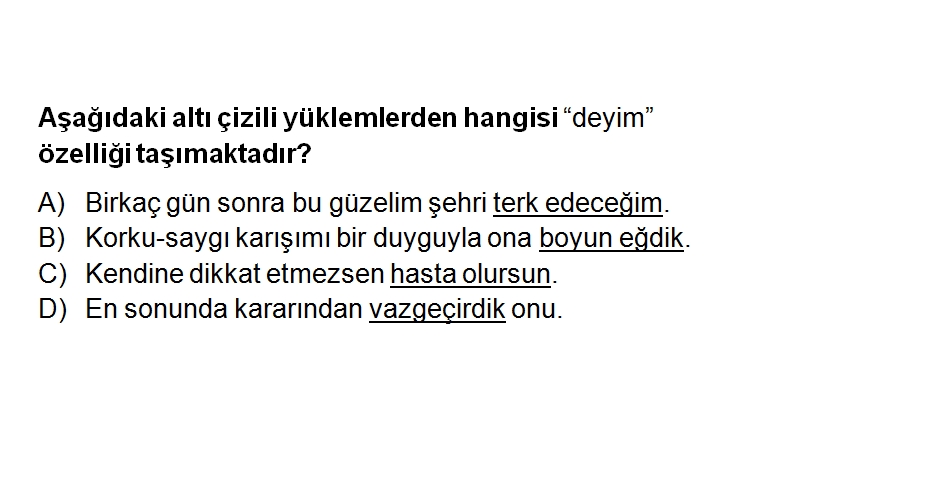 Aşağıdaki altı çizili yüklemlerden hangisi “deyim”
özelliği taşımaktadır?
A) Birkaç gün sonra bu güzelim şehri terk edeceğim.
B) Korku-saygı karışımı bir duyguyla ona boyun eğdik.
C) Kendine dikkat etmezsen hasta olursun.
D) En sonunda kararından vazgeçirdik onu.